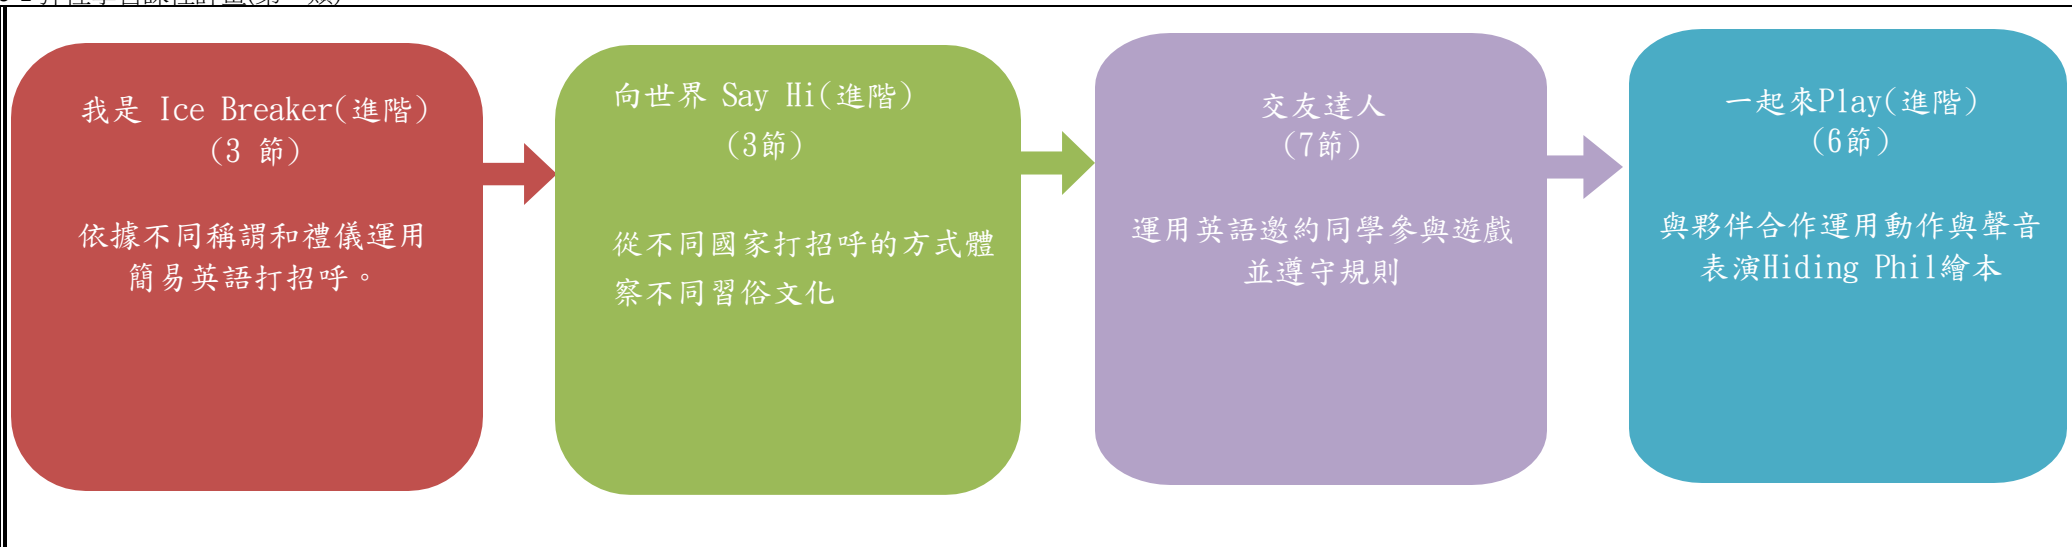 我是 Ice Breaker(進階)
(3 節)
依據不同稱謂和禮儀運用
簡易英語打招呼。
向世界 Say Hi(進階)
(3節)
從不同國家打招呼的方式體
察不同習俗文化
交友達人
(7節)
運用英語邀約同學參與遊戲
並遵守規則
一起來Play(進階)
(6節)
與夥伴合作運用動作與聲音
表演Hiding Phil繪本